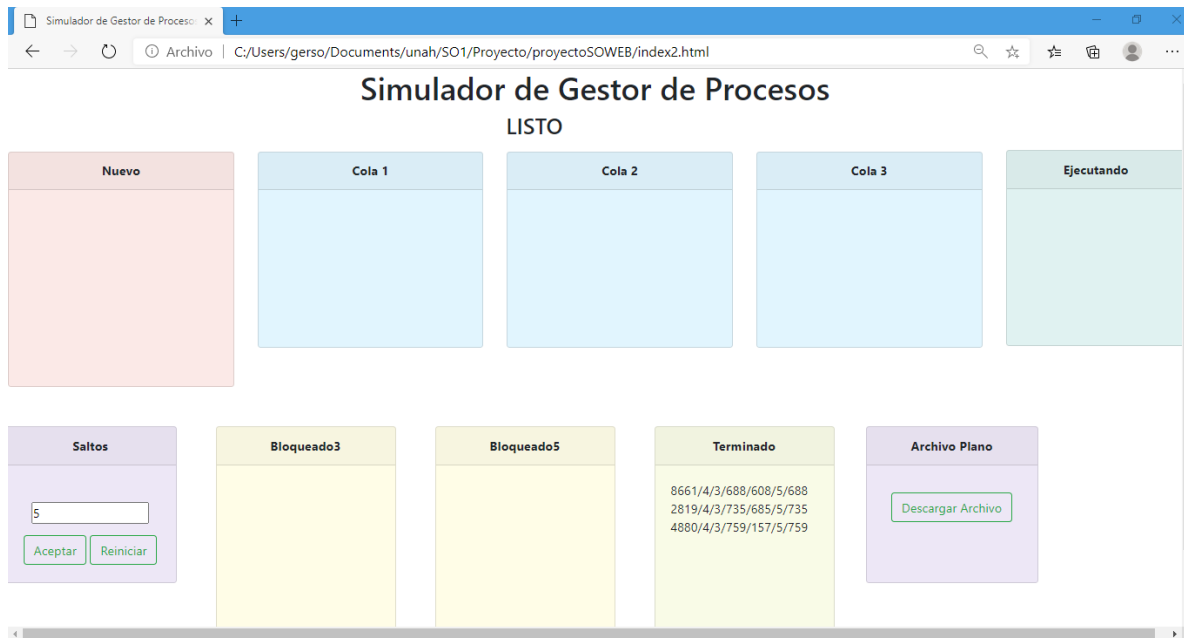 Simulador de Gestor de Proceso
Archivo | C:/Users/gerso/Documents/unah/SO1/Proyecto/proyectoSOWEB/index2.html
Simulador de Gestor de Procesos
LISTO
Nuevo
Cola 1
Cola 2
Cola 3
Ejecutando
Saltos
5
Aceptar
Reiniciar
Bloqueado3
Bloqueado5
Terminado
8661/4/3/688/608/5/688
2819/4/3/735/685/5/735
4880/4/3/759/157/5/759
Archivo Plano
Descargar Archivo